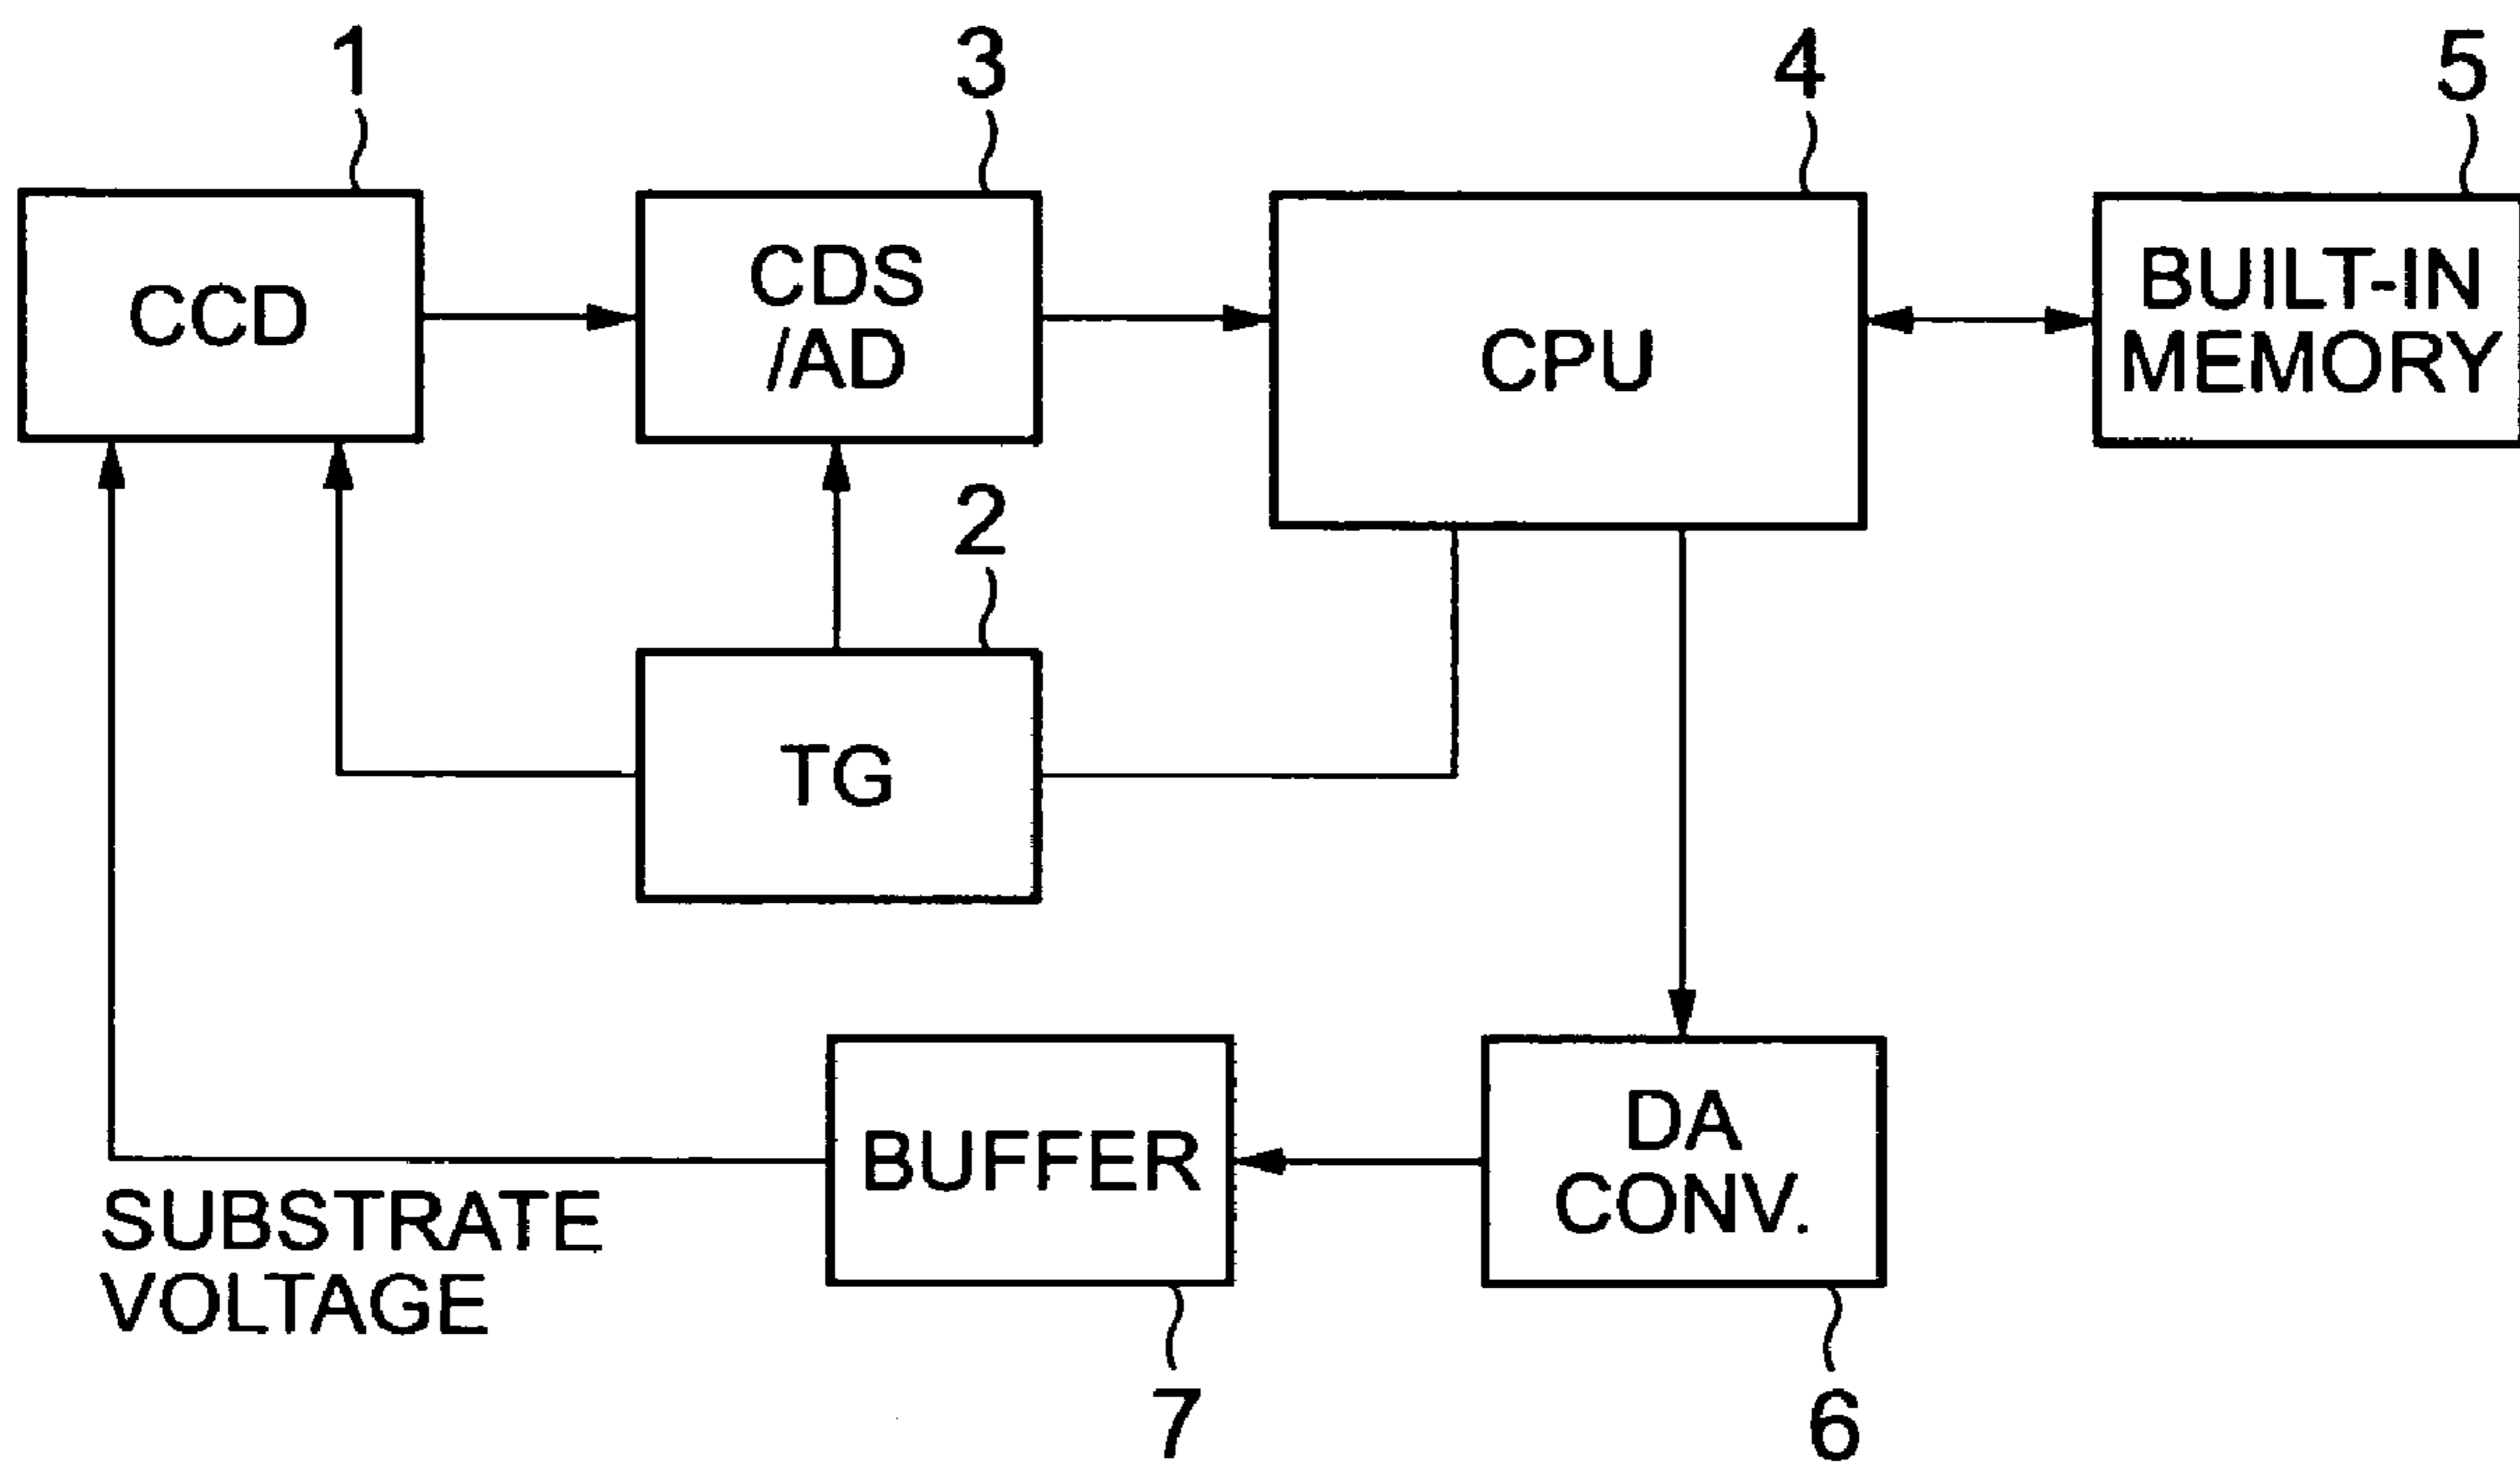 1
3
4
5
CCD
CDS
/AD
CPU
BUILT-IN
MEMORY
2
TG
BUFFER
DA
CONV.
SUBSTRATE
VOLTAGE
7
6